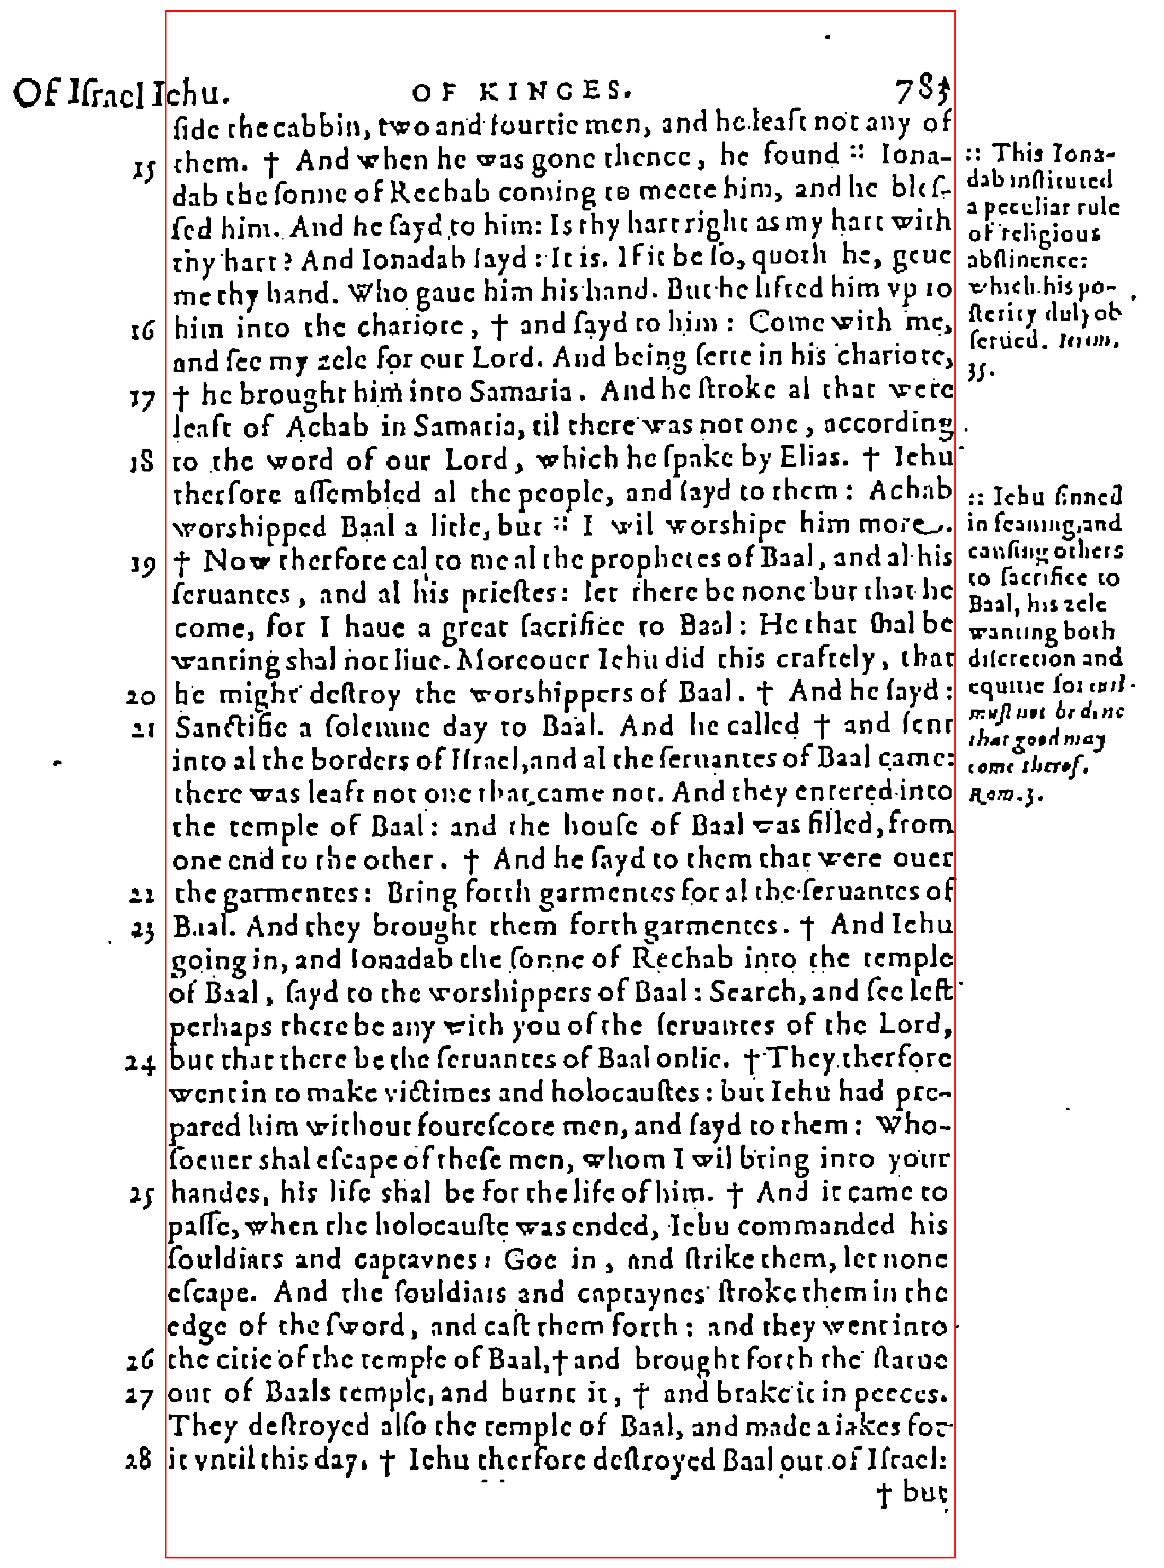 Of Iſrael Iehu. OF KINGES. 783
ſide the cabbin, two and fourtie men, and he leaft not any of
15 them. † And when he was gone thence, he found :: Iona-
dab the ſonne of Rechab coming to meete him, and he bleſ-
ſed him. And he ſayd to him: Is thy hart right as my hart with
thy hart? And Ionadab ſayd: It is. If it be ſo, quoth he, geue
me thy hand. Who gaue him his hand. But he lifted him vp to
16 him into the chariote, † and ſayd to him: Come with me,
and ſee my zele for our Lord. And being ſette in his chariote,
17 † he brought him into Samaria. And he ſtroke al that were
leaft of Achab in Samaria, til there was not one, according
18 to the word of our Lord, which he ſpake by Elias. † Iehu
therfore aſſembled al the people, and ſayd to them: Achab
worshipped Baal a litle, but :: I wil worshipe him more.
19 † Now therfore cal to me al the prophetes of Baal, and al his
ſeruantes, and al his prieſtes: let there be none but that he
come, for I haue a great ſacrifice to Baal: He that ſhal be
wanting shal not liue. Moreouer Iehu did this craftely, that
20 he might deſtroy the worshippers of Baal. † And he ſayd:
21 Sanctifie a ſolemne day to Baal. And he called † and ſent
into al the borders of Iſrael, and al the ſeruantes of Baal came:
there was leaft not one that came not. And they entered into
the temple of Baal: and the houſe of Baal was filled, from
one end to the other. † And he ſayd to them that were ouer
22 the garmentes: Bring forth garmentes for al the ſeruantes of
23 Baal. And they brought them forth garmentes. † And Iehu
going in, and Ionadab the ſonne of Rechab into the temple
of Baal, ſayd to the worshippers of Baal: Search, and ſee leſt
perhaps there be any with you of the ſeruantes of the Lord,
24 but that there be the ſeruantes of Baal onlie. † They therfore
went in to make victimes and holocauſtes: but Iehu had pre-
pared him without foureſcore men, and ſayd to them: Who-
ſoeuer shal eſcape of theſe men, whom I wil bring into your
25 handes, his life shal be for the life of him. † And it came to
paſſe, when the holocauſte was ended, Iehu commanded his
ſouldiars and captaynes: Goe in, and ſtrike them, let none
eſcape. And the ſouldiars and captaynes ſtroke them in the
edge of the ſword, and caſt them forth: and they went into
26 the citie of the temple of Baal, † and brought forth the ſtatue
27 out of Baals temple, and burnt it, † and brake it in peeces.
They deſtroyed alſo the temple of Baal, and made a iakes for
28 it vntil this day. † Iehu therfore deſtroyed Baal out of Iſrael:
† but
:: This Iona-
dab inſtituted
a peculiar rule
of religious
abſtinence:
which his po-
ſterity duly ob
ſerued. Ierem.
35.
:: Iehu ſinned
in feaning, and
cauſing others
to ſacrifice to
Baal, his zele
wanting both
diſcretion and
equitie for euil
muſt not be done
that good may
come therof.
Rom. 3.